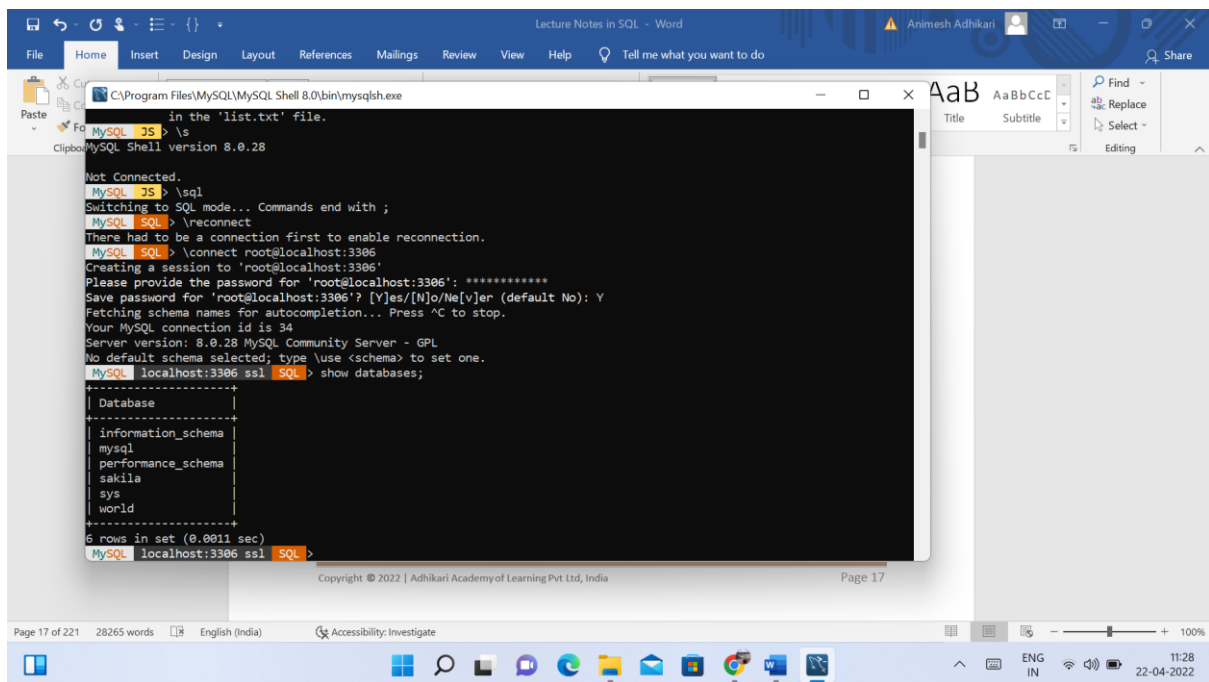 Lecture Notes in SQL - Word
Animesh Adhikari
File Home Insert Design Layout References Mailings Review View Help Tell me what you want to do
Share
Paste
Clipbo
AaB
Title
AaBbCcD
Subtitle
Find
Replace
Select
Editing
C:\Program Files\MySQL\MySQL Shell 8.0\bin\mysqlsh.exe
in the 'list.txt' file.
MySQL JS > \s
MySQL Shell version 8.0.28
Not Connected.
MySQL JS > \sql
Switching to SQL mode... Commands end with ;
MySQL SQL > \reconnect
There had to be a connection first to enable reconnection.
MySQL SQL > \connect root@localhost:3306
Creating a session to 'root@localhost:3306'
Please provide the password for 'root@localhost:3306': ************
Save password for 'root@localhost:3306'? [Y]es/[N]o/Ne[v]er (default No): Y
Fetching schema names for autocompletion... Press ^C to stop.
Your MySQL connection id is 34
Server version: 8.0.28 MySQL Community Server - GPL
No default schema selected; type \use <schema> to set one.
MySQL localhost:3306 ssl SQL > show databases;
+--------------------+
| Database |
+--------------------+
| information_schema |
| mysql |
| performance_schema |
| sakila |
| sys |
| world |
+--------------------+
6 rows in set (0.0011 sec)
MySQL localhost:3306 ssl SQL >
Copyright © 2022 | Adhikari Academy of Learning Pvt Ltd, India Page 17
Page 17 of 221 28265 words English (India) Accessibility: Investigate 100%
ENG
IN
11:28
22-04-2022